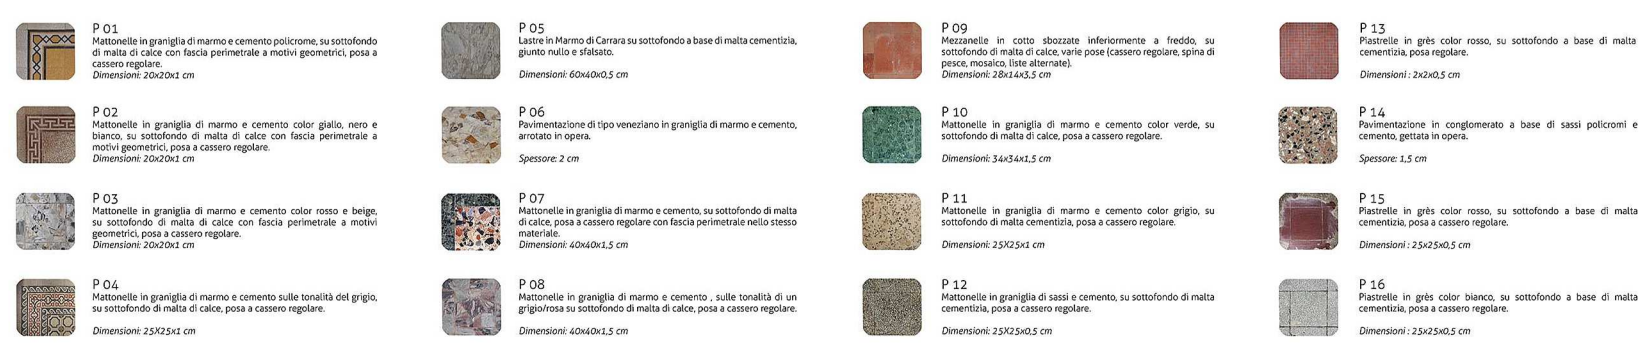 P 01
Mattonelle in graniglia di marmo e cemento policrome, su sottofondo
di malta di calce con fascia perimetrale a motivi geometrici, posa a
cassero regolare.
Dimensioni: 20x20x1 cm
P 02
Mattonelle in graniglia di marmo e cemento color giallo, nero e
bianco, su sottofondo di malta di calce con fascia perimetrale a
motivi geometrici, posa a cassero regolare.
Dimensioni: 20x20x1 cm
P 03
Mattonelle in graniglia di marmo e cemento color rosso e beige,
su sottofondo di malta di calce con fascia perimetrale a motivi
geometrici, posa a cassero regolare.
Dimensioni: 20x20x1 cm
P 04
Mattonelle in graniglia di marmo e cemento sulle tonalità del grigio,
su sottofondo di malta di calce, posa a cassero regolare.
Dimensioni: 25X25x1 cm
P 05
Lastre in Marmo di Carrara su sottofondo a base di malta cementizia,
giunto nullo e sfalsato.
Dimensioni: 60x40x0,5 cm
P 06
Pavimentazione di tipo veneziano in graniglia di marmo e cemento,
arrotato in opera.
Spessore: 2 cm
P 07
Mattonelle in graniglia di marmo e cemento, su sottofondo di malta
di calce, posa a cassero regolare con fascia perimetrale nello stesso
materiale.
Dimensioni: 40x40x1,5 cm
P 08
Mattonelle in graniglia di marmo e cemento , sulle tonalità di un
grigio/rosa su sottofondo di malta di calce, posa a cassero regolare.
Dimensioni: 40x40x1,5 cm
P 09
Mezzanelle in cotto sbozzate inferiormente a freddo, su
sottofondo di malta di calce, varie pose (cassero regolare, spina di
pesce, mosaico, liste alternate).
Dimensioni: 28x14x3,5 cm
P 10
Mattonelle in graniglia di marmo e cemento color verde, su
sottofondo di malta di calce, posa a cassero regolare.
Dimensioni: 34x34x1,5 cm
P 11
Mattonelle in graniglia di marmo e cemento color grigio, su
sottofondo di malta cementizia, posa a cassero regolare.
Dimensioni: 25X25x1 cm
P 12
Mattonelle in graniglia di sassi e cemento, su sottofondo di malta
cementizia, posa a cassero regolare.
Dimensioni: 25X25x0,5 cm
P 13
Piastrelle in grès color rosso, su sottofondo a base di malta
cementizia, posa regolare.
Dimensioni : 2x2x0,5 cm
P 14
Pavimentazione in conglomerato a base di sassi policromi e
cemento, gettata in opera.
Spessore: 1,5 cm
P 15
Piastrelle in grès color rosso, su sottofondo a base di malta
cementizia, posa a cassero regolare.
Dimensioni : 25x25x0,5 cm
P 16
Piastrelle in grès color bianco, su sottofondo a base di malta
cementizia, posa a cassero regolare.
Dimensioni : 25x25x0,5 cm